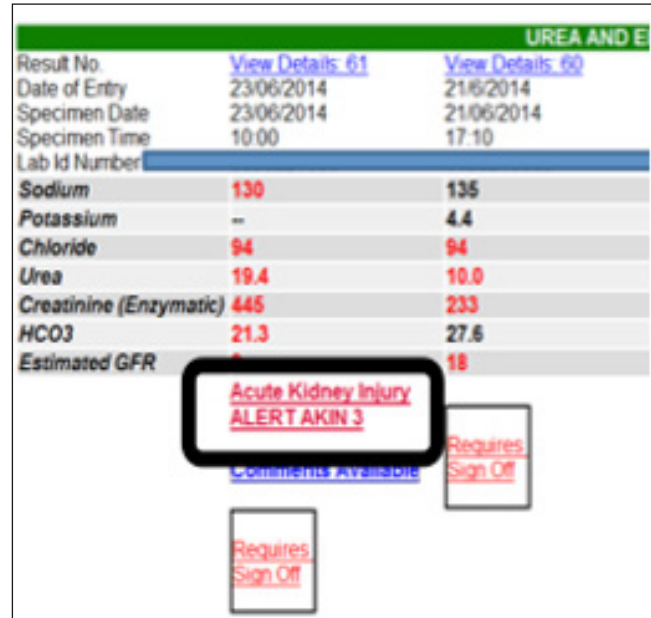 UREA AND E
Result No. View Details: 61 View Details: 60
Date of Entry 23/06/2014 21/6/2014
Specimen Date 23/06/2014 21/06/2014
Specimen Time 10:00 17:10
Lab Id Number
Sodium 130 135
Potassium -- 4.4
Chloride 94 94
Urea 19.4 10.0
Creatinine (Enzymatic) 445 233
HCO3 21.3 27.6
Estimated GFR 18
Acute Kidney Injury
ALERT AKIN 3
Comments Available
Requires
Sign Off
Requires
Sign Off